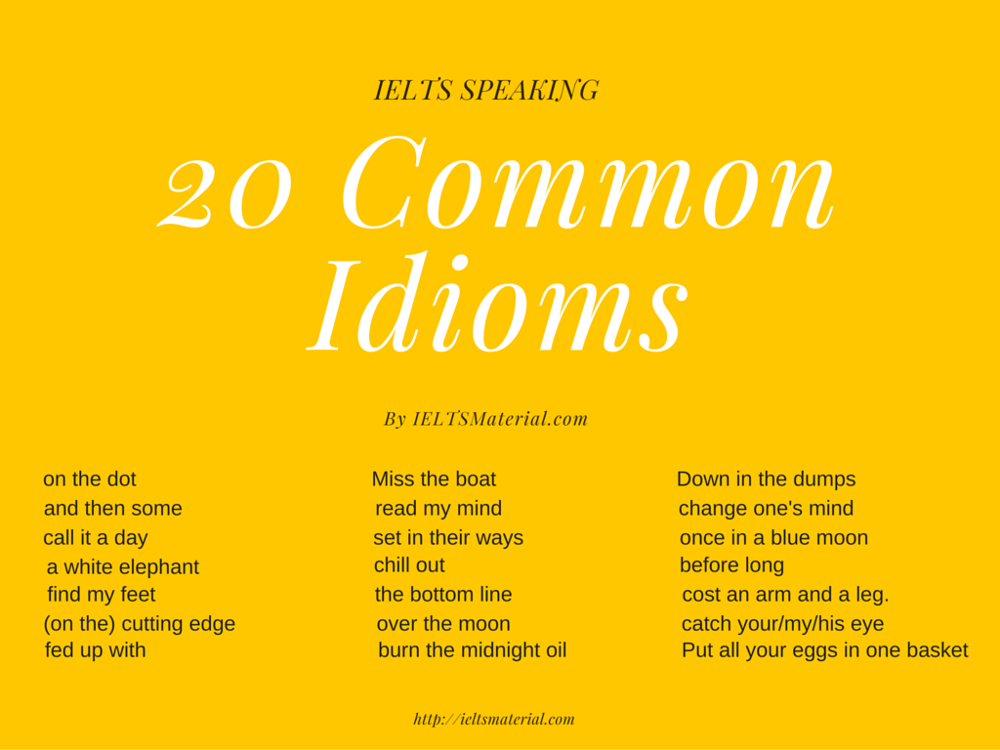 IELTS SPEAKING
20 Common
Idioms
By IELTSMaterial.com
on the dot
and then some
call it a day
a white elephant
find my feet
(on the) cutting edge
fed up with
Miss the boat
read my mind
set in their ways
chill out
the bottom line
over the moon
burn the midnight oil
Down in the dumps
change one's mind
once in a blue moon
before long
cost an arm and a leg.
catch your/my/his eye
Put all your eggs in one basket
http://ieltsmaterial.com